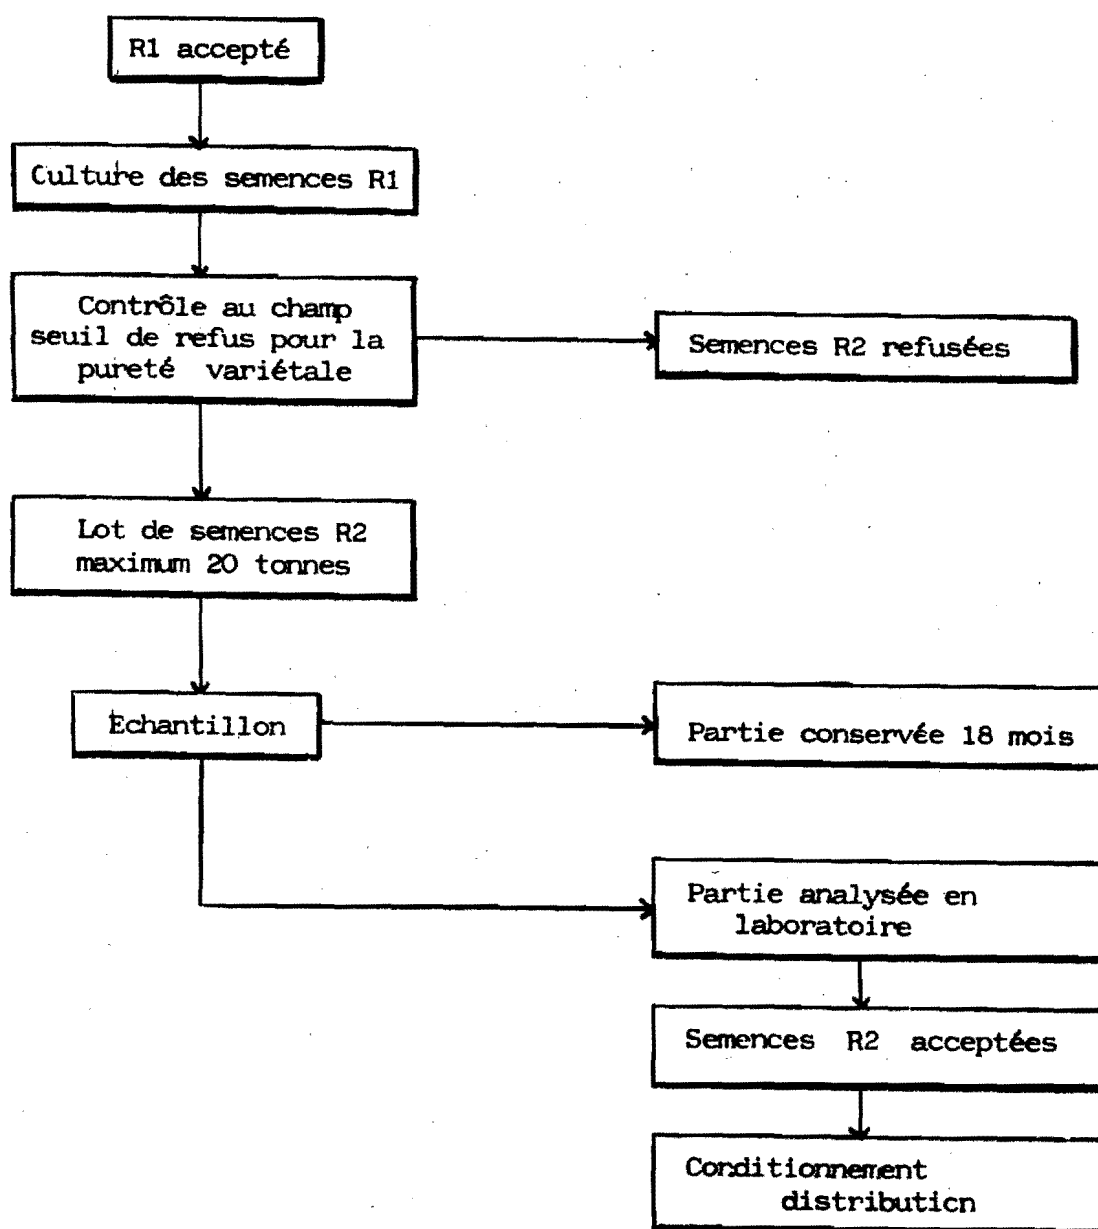 R1 accepté
Culture des semences R1
Contrôle au champ
seuil de refus pour la
pureté variétale
Semences R2 refusées
Lot de semences R2
maximum 20 tonnes
Echantillon
Partie conservée 18 mois
Partie analysée en
laboratoire
Semences R2 acceptées
Conditionnement
distribution